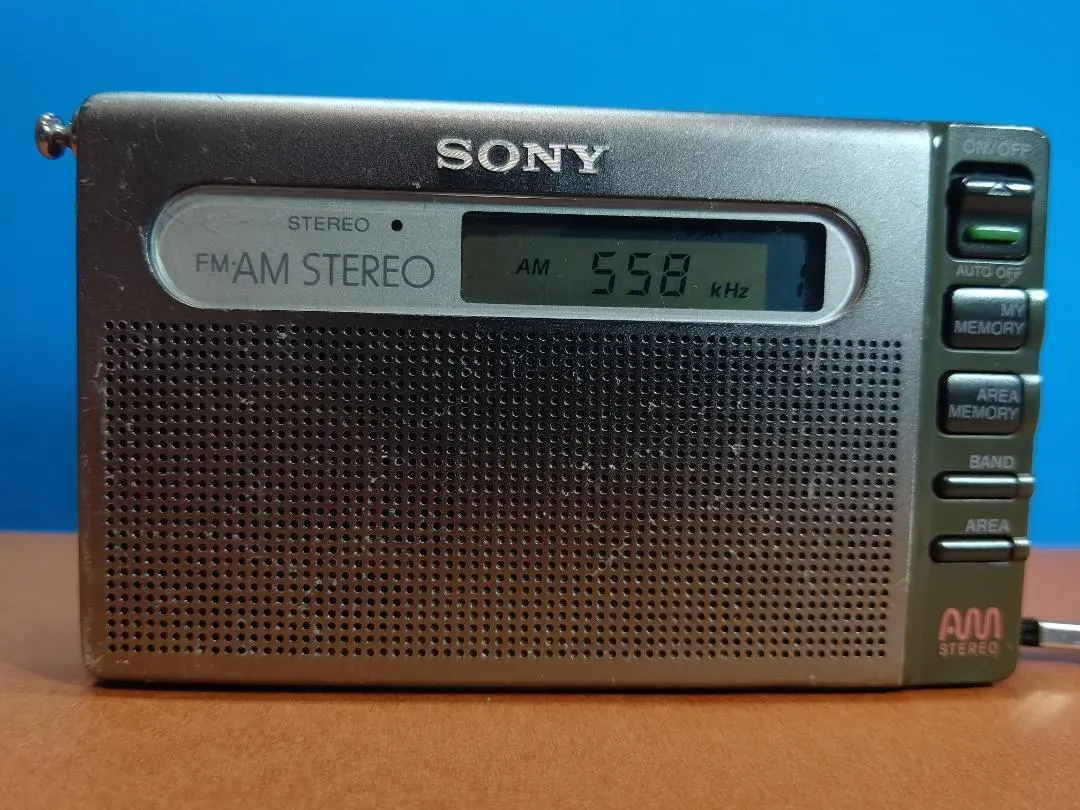 SONY
STEREO
FM·AM STEREO
AM 558 kHz
ON/OFF
AUTO OFF
MY
MEMORY
AREA
MEMORY
BAND
AREA
AM
STEREO